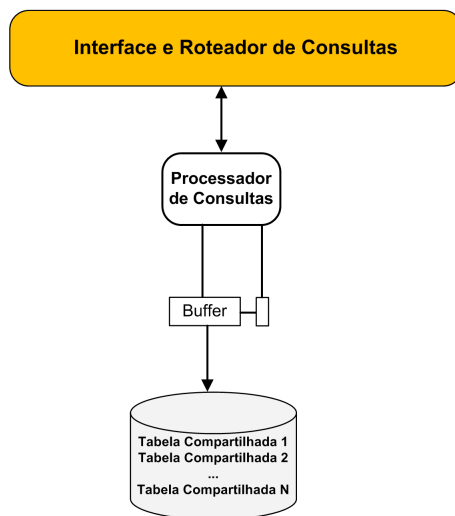 Interface e Roteador de Consultas
Processador
de Consultas
Buffer
Tabela Compartilhada 1
Tabela Compartilhada 2
...
Tabela Compartilhada N